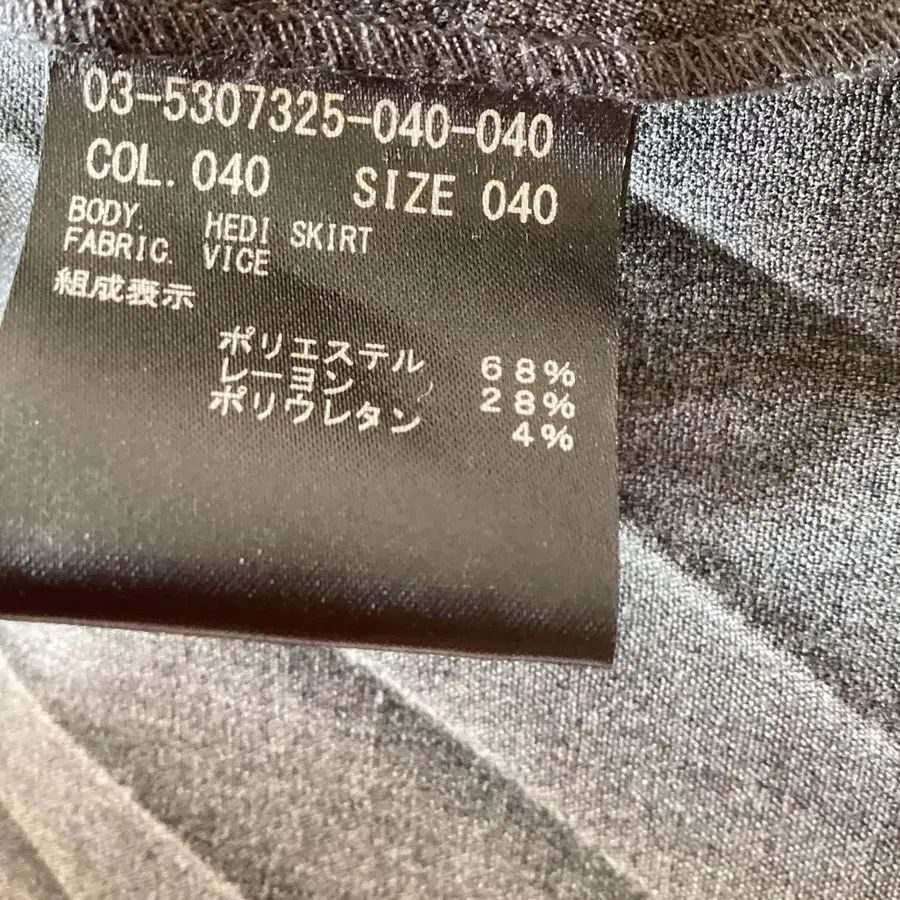 03-5307325-040-040
COL. 040 SIZE 040
BODY. HEDI SKIRT
FABRIC. VICE
組成表示
ポリエステル 68%
レーヨン 28%
ポリウレタン 4%